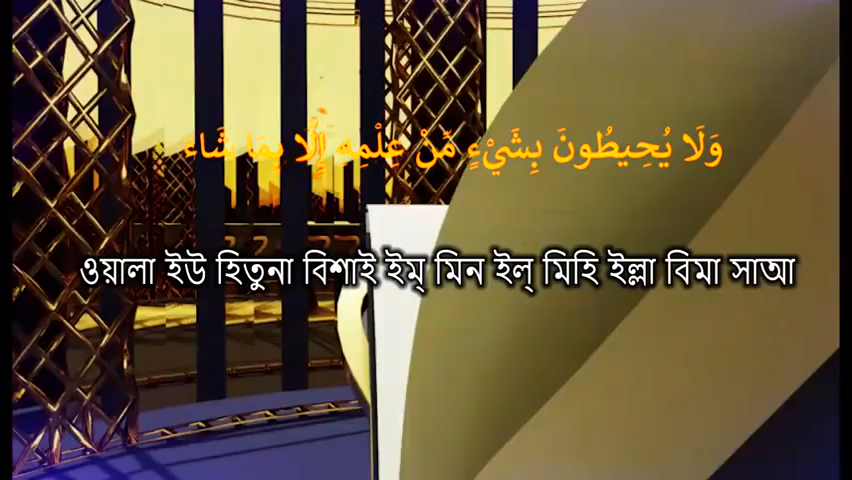 وَلَا يُحِيطُونَ بِشَيْءٍ مِّنْ عِلْمِهِ إِلَّا بِمَا شَاءَ
ওয়ালা ইউ হিতুনা বিশাই ইম্ মিন ইল্ মিহি ইল্লা বিমা সাআ